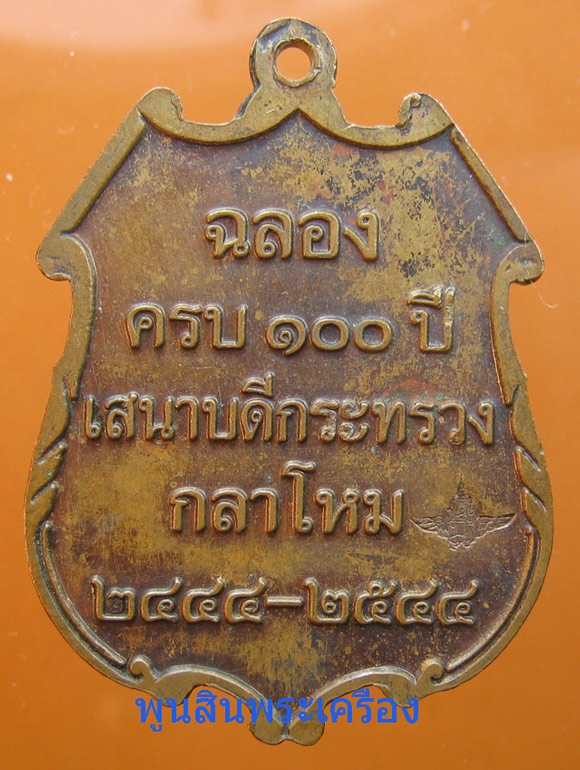 ฉลอง
ครบ ๑๐๐ ปี
เสนาบดีกระทรวง
กลาโหม
๒๔๔๔-๒๕๔๔
พูนสินพระเครื่อง